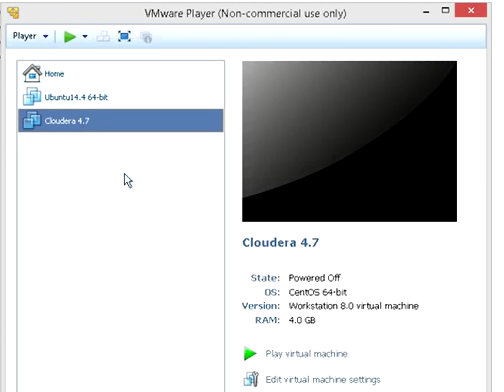 VMware Player (Non-commercial use only)
Player
Home
Ubuntu14.4 64-bit
Cloudera 4.7
Cloudera 4.7
State: Powered Off
OS: CentOS 64-bit
Version: Workstation 8.0 virtual machine
RAM: 4.0 GB
Play virtual machine
Edit virtual machine settings